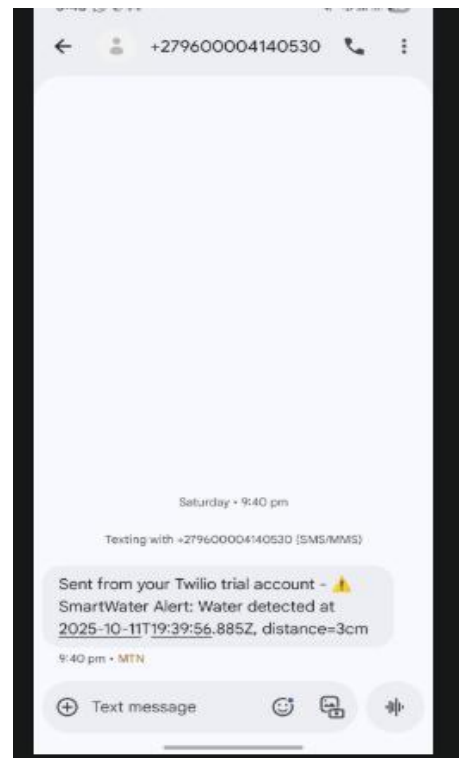 +279600004140530
Saturday • 9:40 pm
Texting with +279600004140530 (SMS/MMS)
Sent from your Twilio trial account - ⚠️
SmartWater Alert: Water detected at
2025-10-11T19:39:56.885Z, distance=3cm
9:40 pm • MTN
Text message